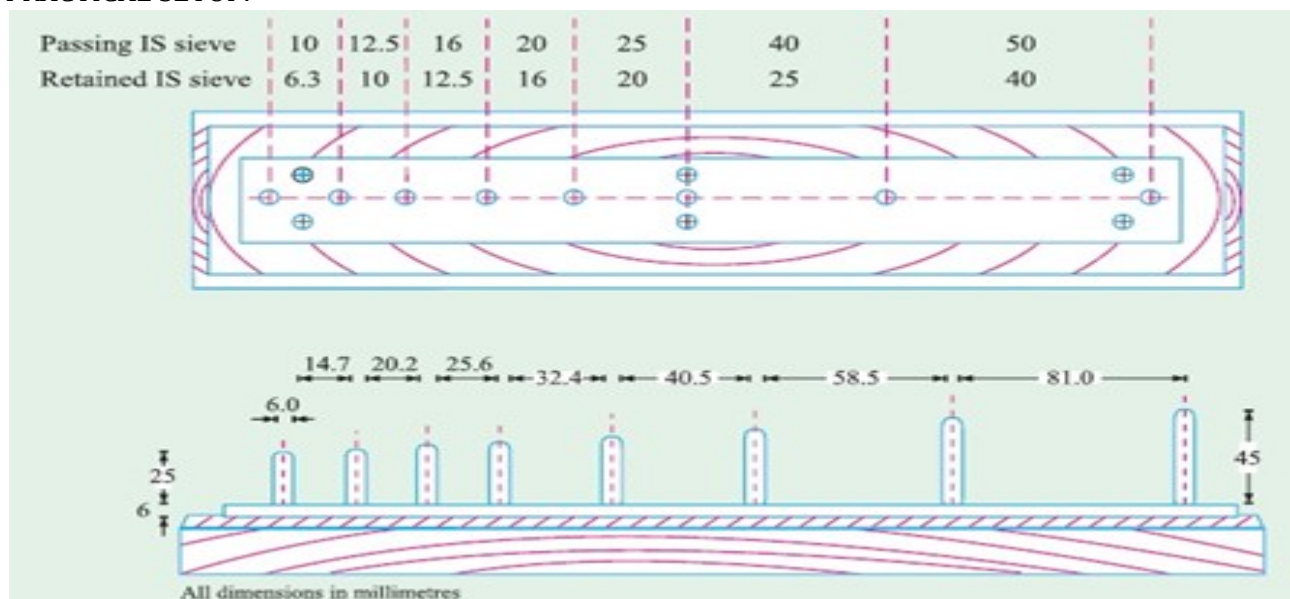 Passing IS sieve 10 12.5 16 20 25 40 50
Retained IS sieve 6.3 10 12.5 16 20 25 40
14.7 20.2 25.6 32.4 40.5 58.5 81.0
6.0
25
45
6
All dimensions in millimetres